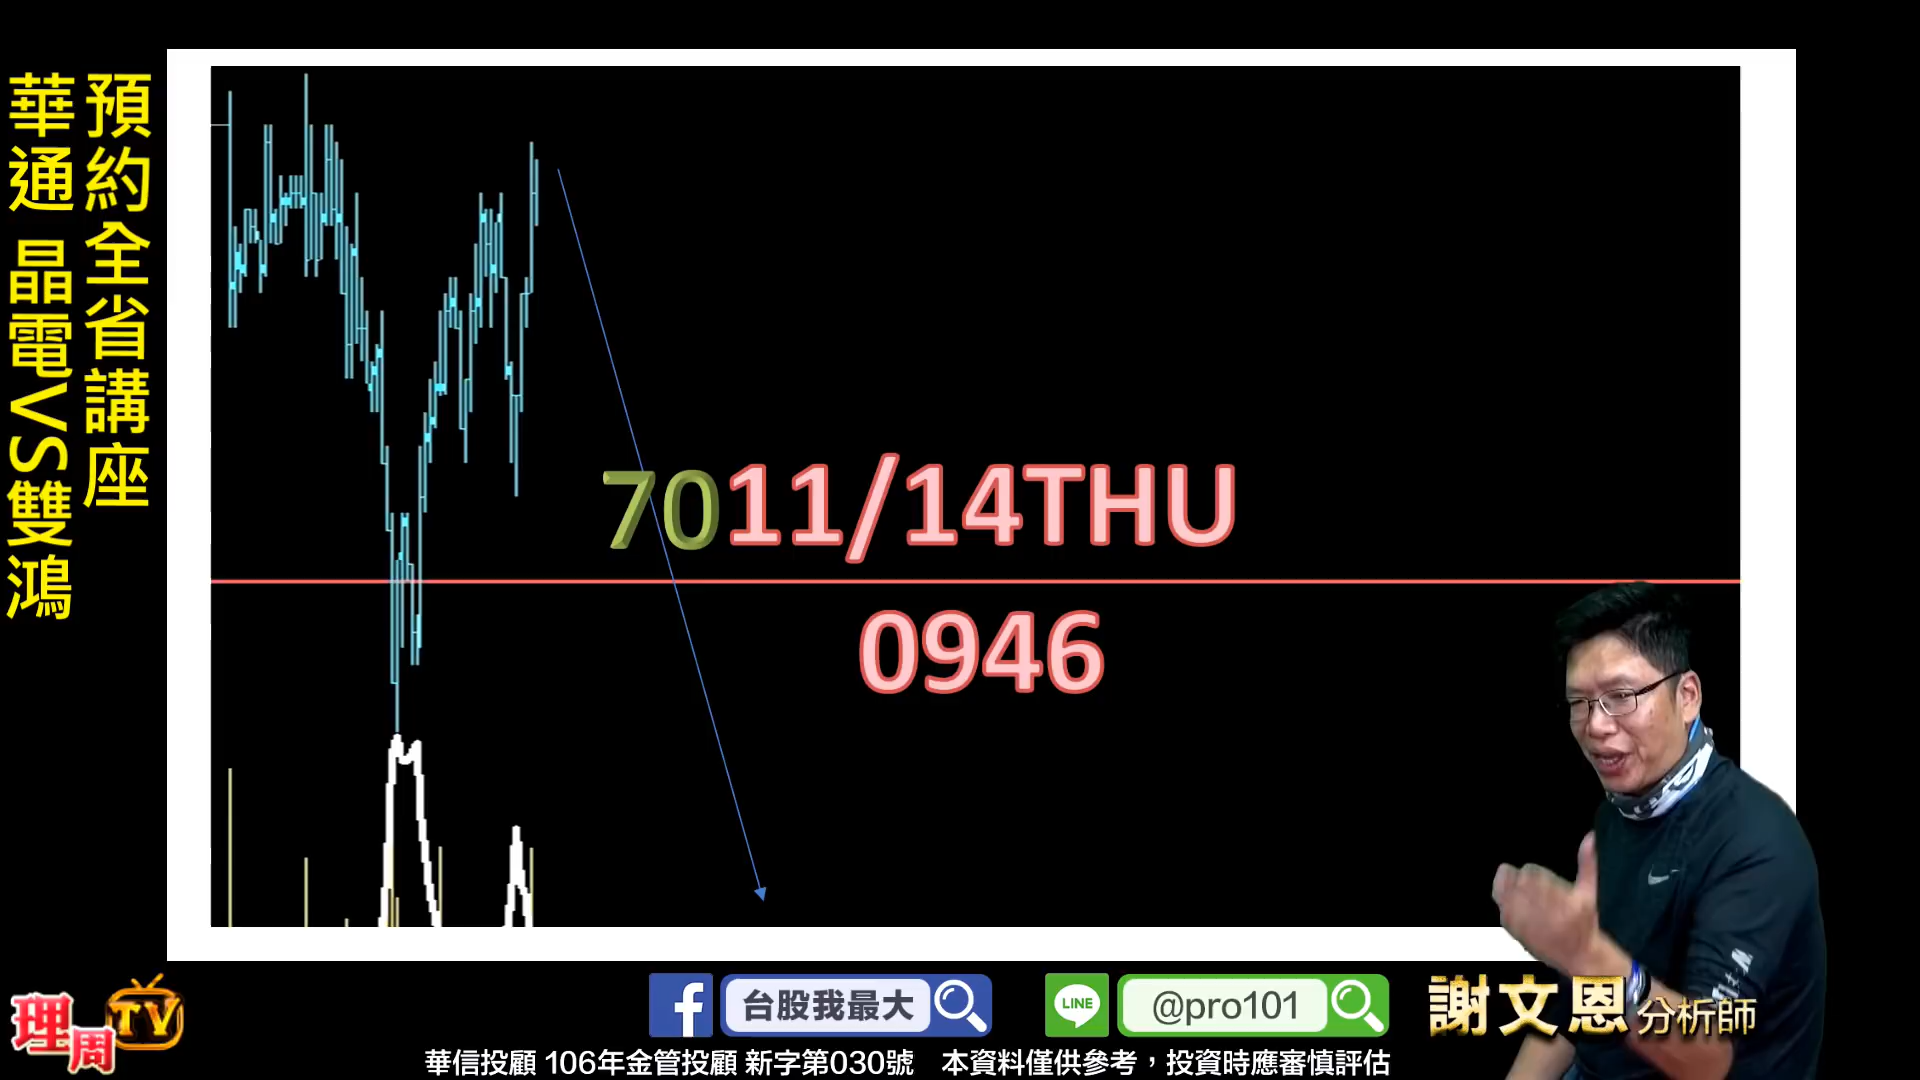 預約全省講座
華通 晶電VS雙鴻
7011/14THU
0946
理周TV
台股我最大
LINE
@pro101
謝文恩分析師
華信投顧 106年金管投顧 新字第030號 本資料僅供參考，投資時應審慎評估